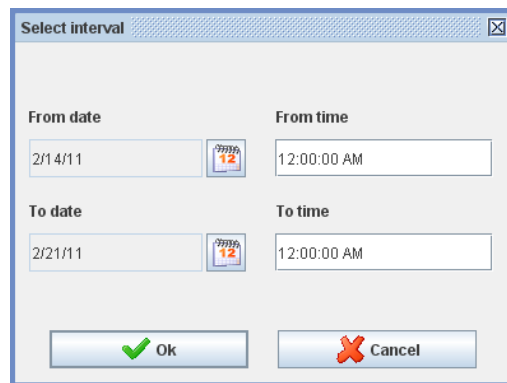 Select interval
From date From time
2/14/11 12 12:00:00 AM
To date To time
2/21/11 12 12:00:00 AM
Ok Cancel